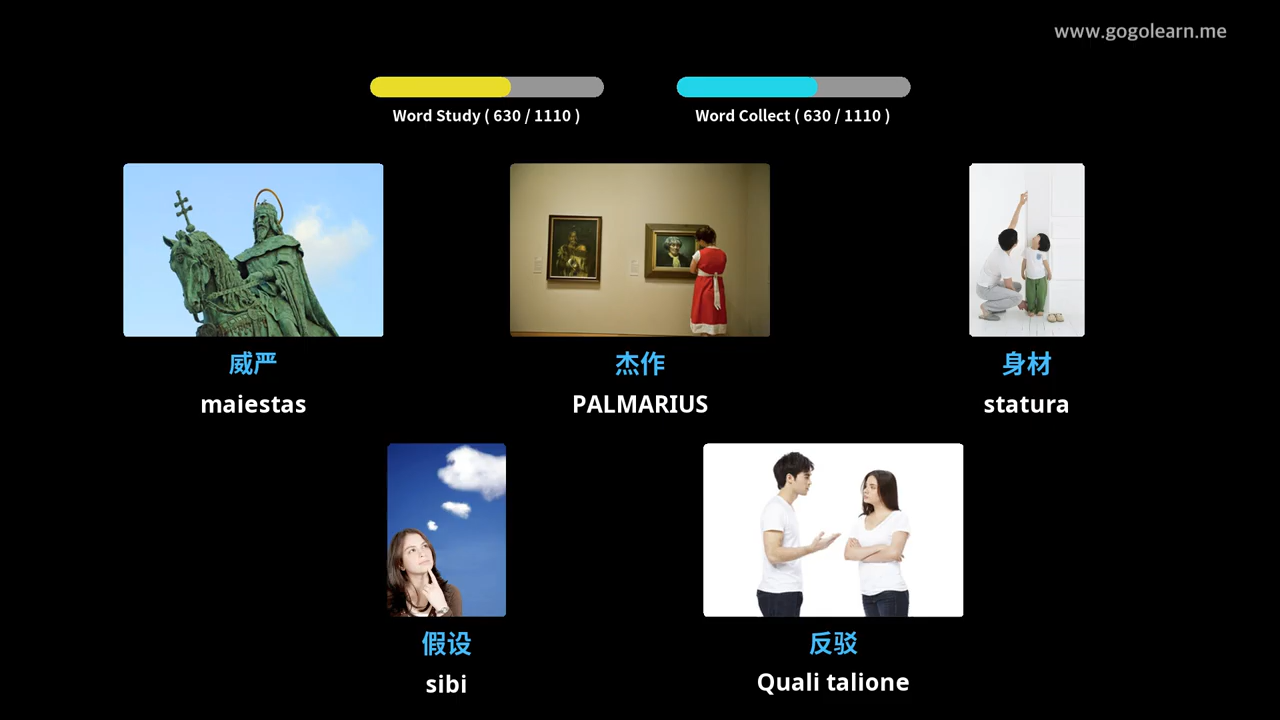 www.gogolearn.me
Word Study ( 630 / 1110 )
Word Collect ( 630 / 1110 )
威严
杰作
身材
maiestas
PALMARIUS
statura
假设
反驳
sibi
Quali talione